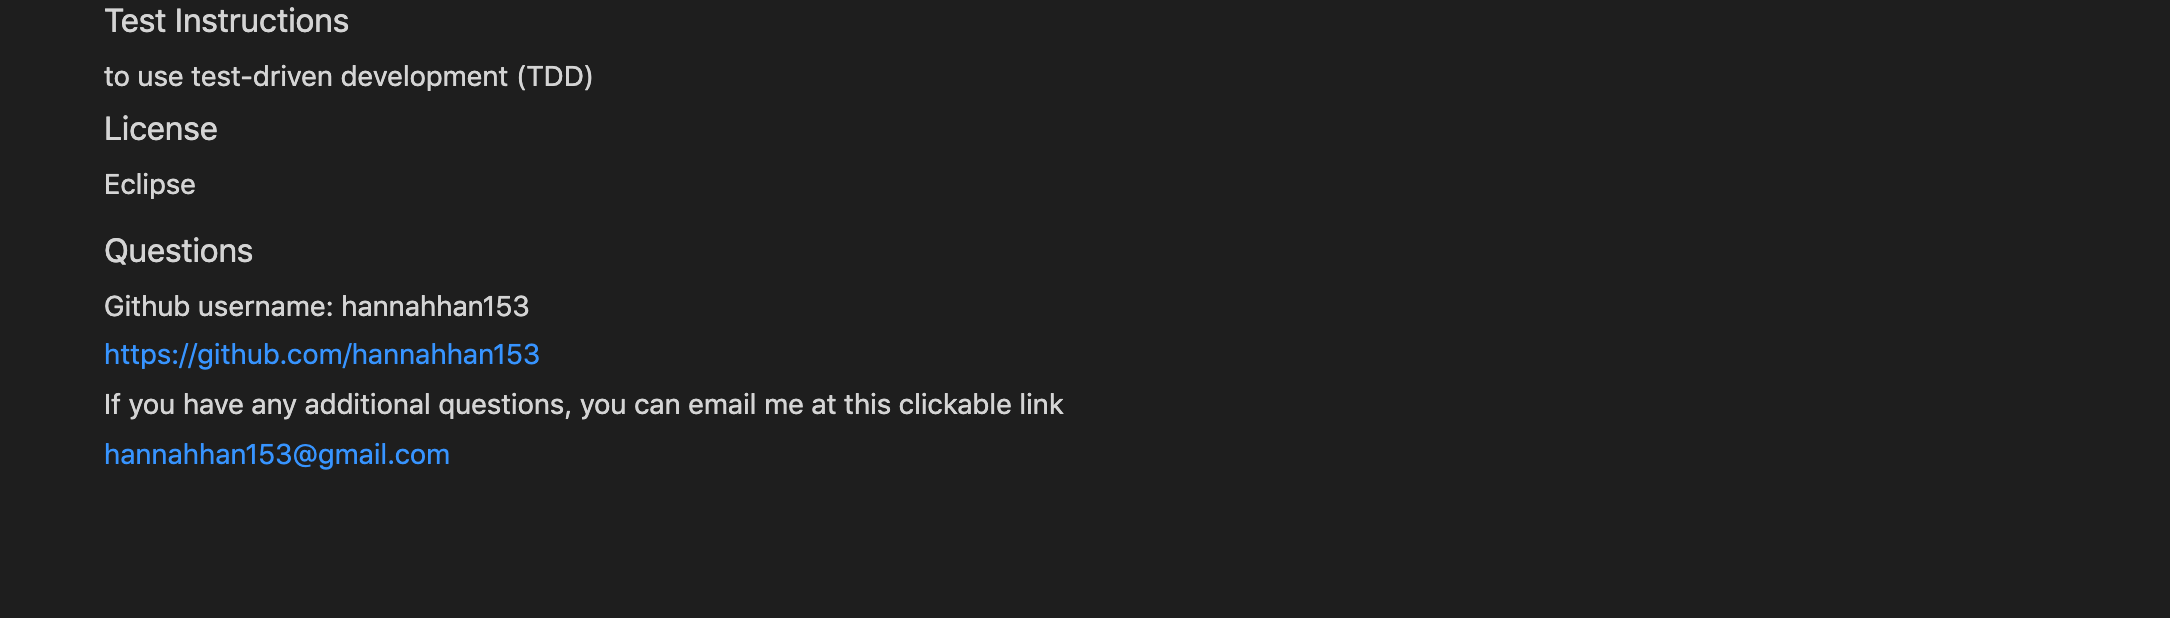 Test Instructions
to use test-driven development (TDD)
License
Eclipse
Questions
Github username: hannahhan153
https://github.com/hannahhan153
If you have any additional questions, you can email me at this clickable link
hannahhan153@gmail.com